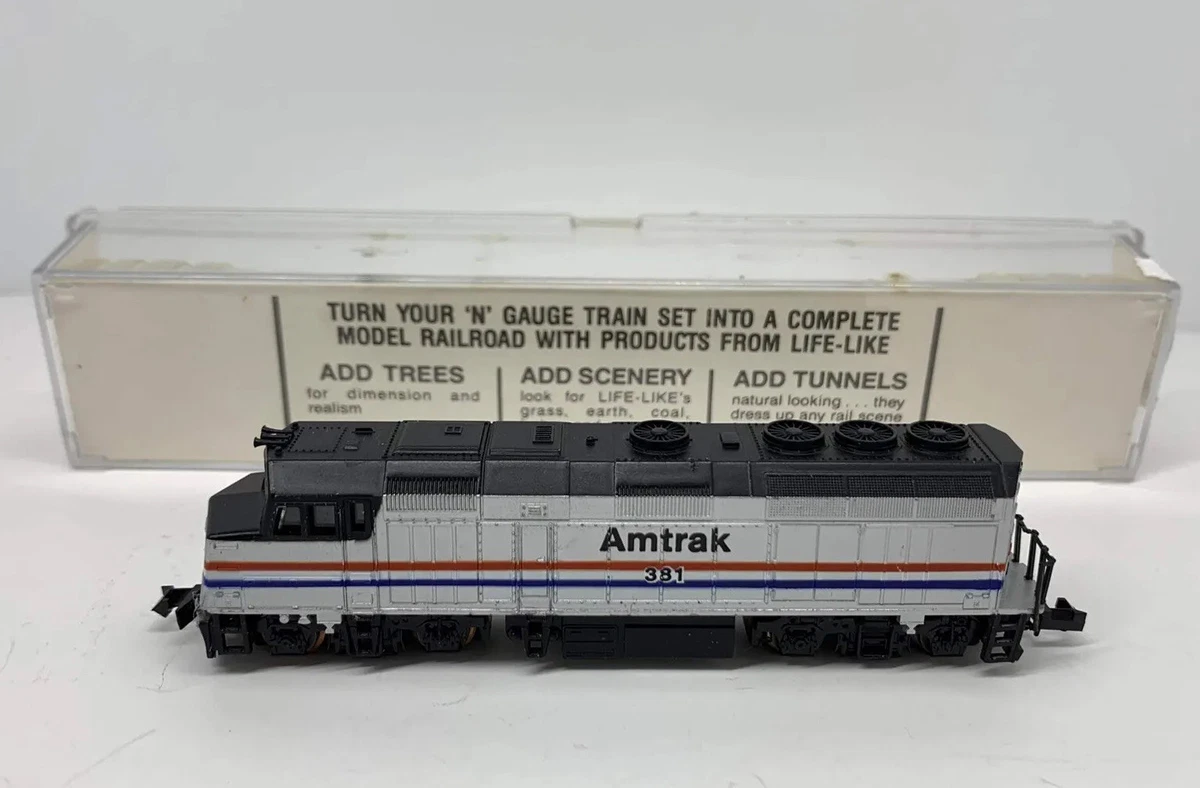 TURN YOUR 'N' GAUGE TRAIN SET INTO A COMPLETE
MODEL RAILROAD WITH PRODUCTS FROM LIFE-LIKE
ADD TREES
for dimension and
realism
ADD SCENERY
look for LIFE-LIKE's
grass, earth, coal,
ADD TUNNELS
natural looking . . . they
dress up any rail scene
Amtrak
381